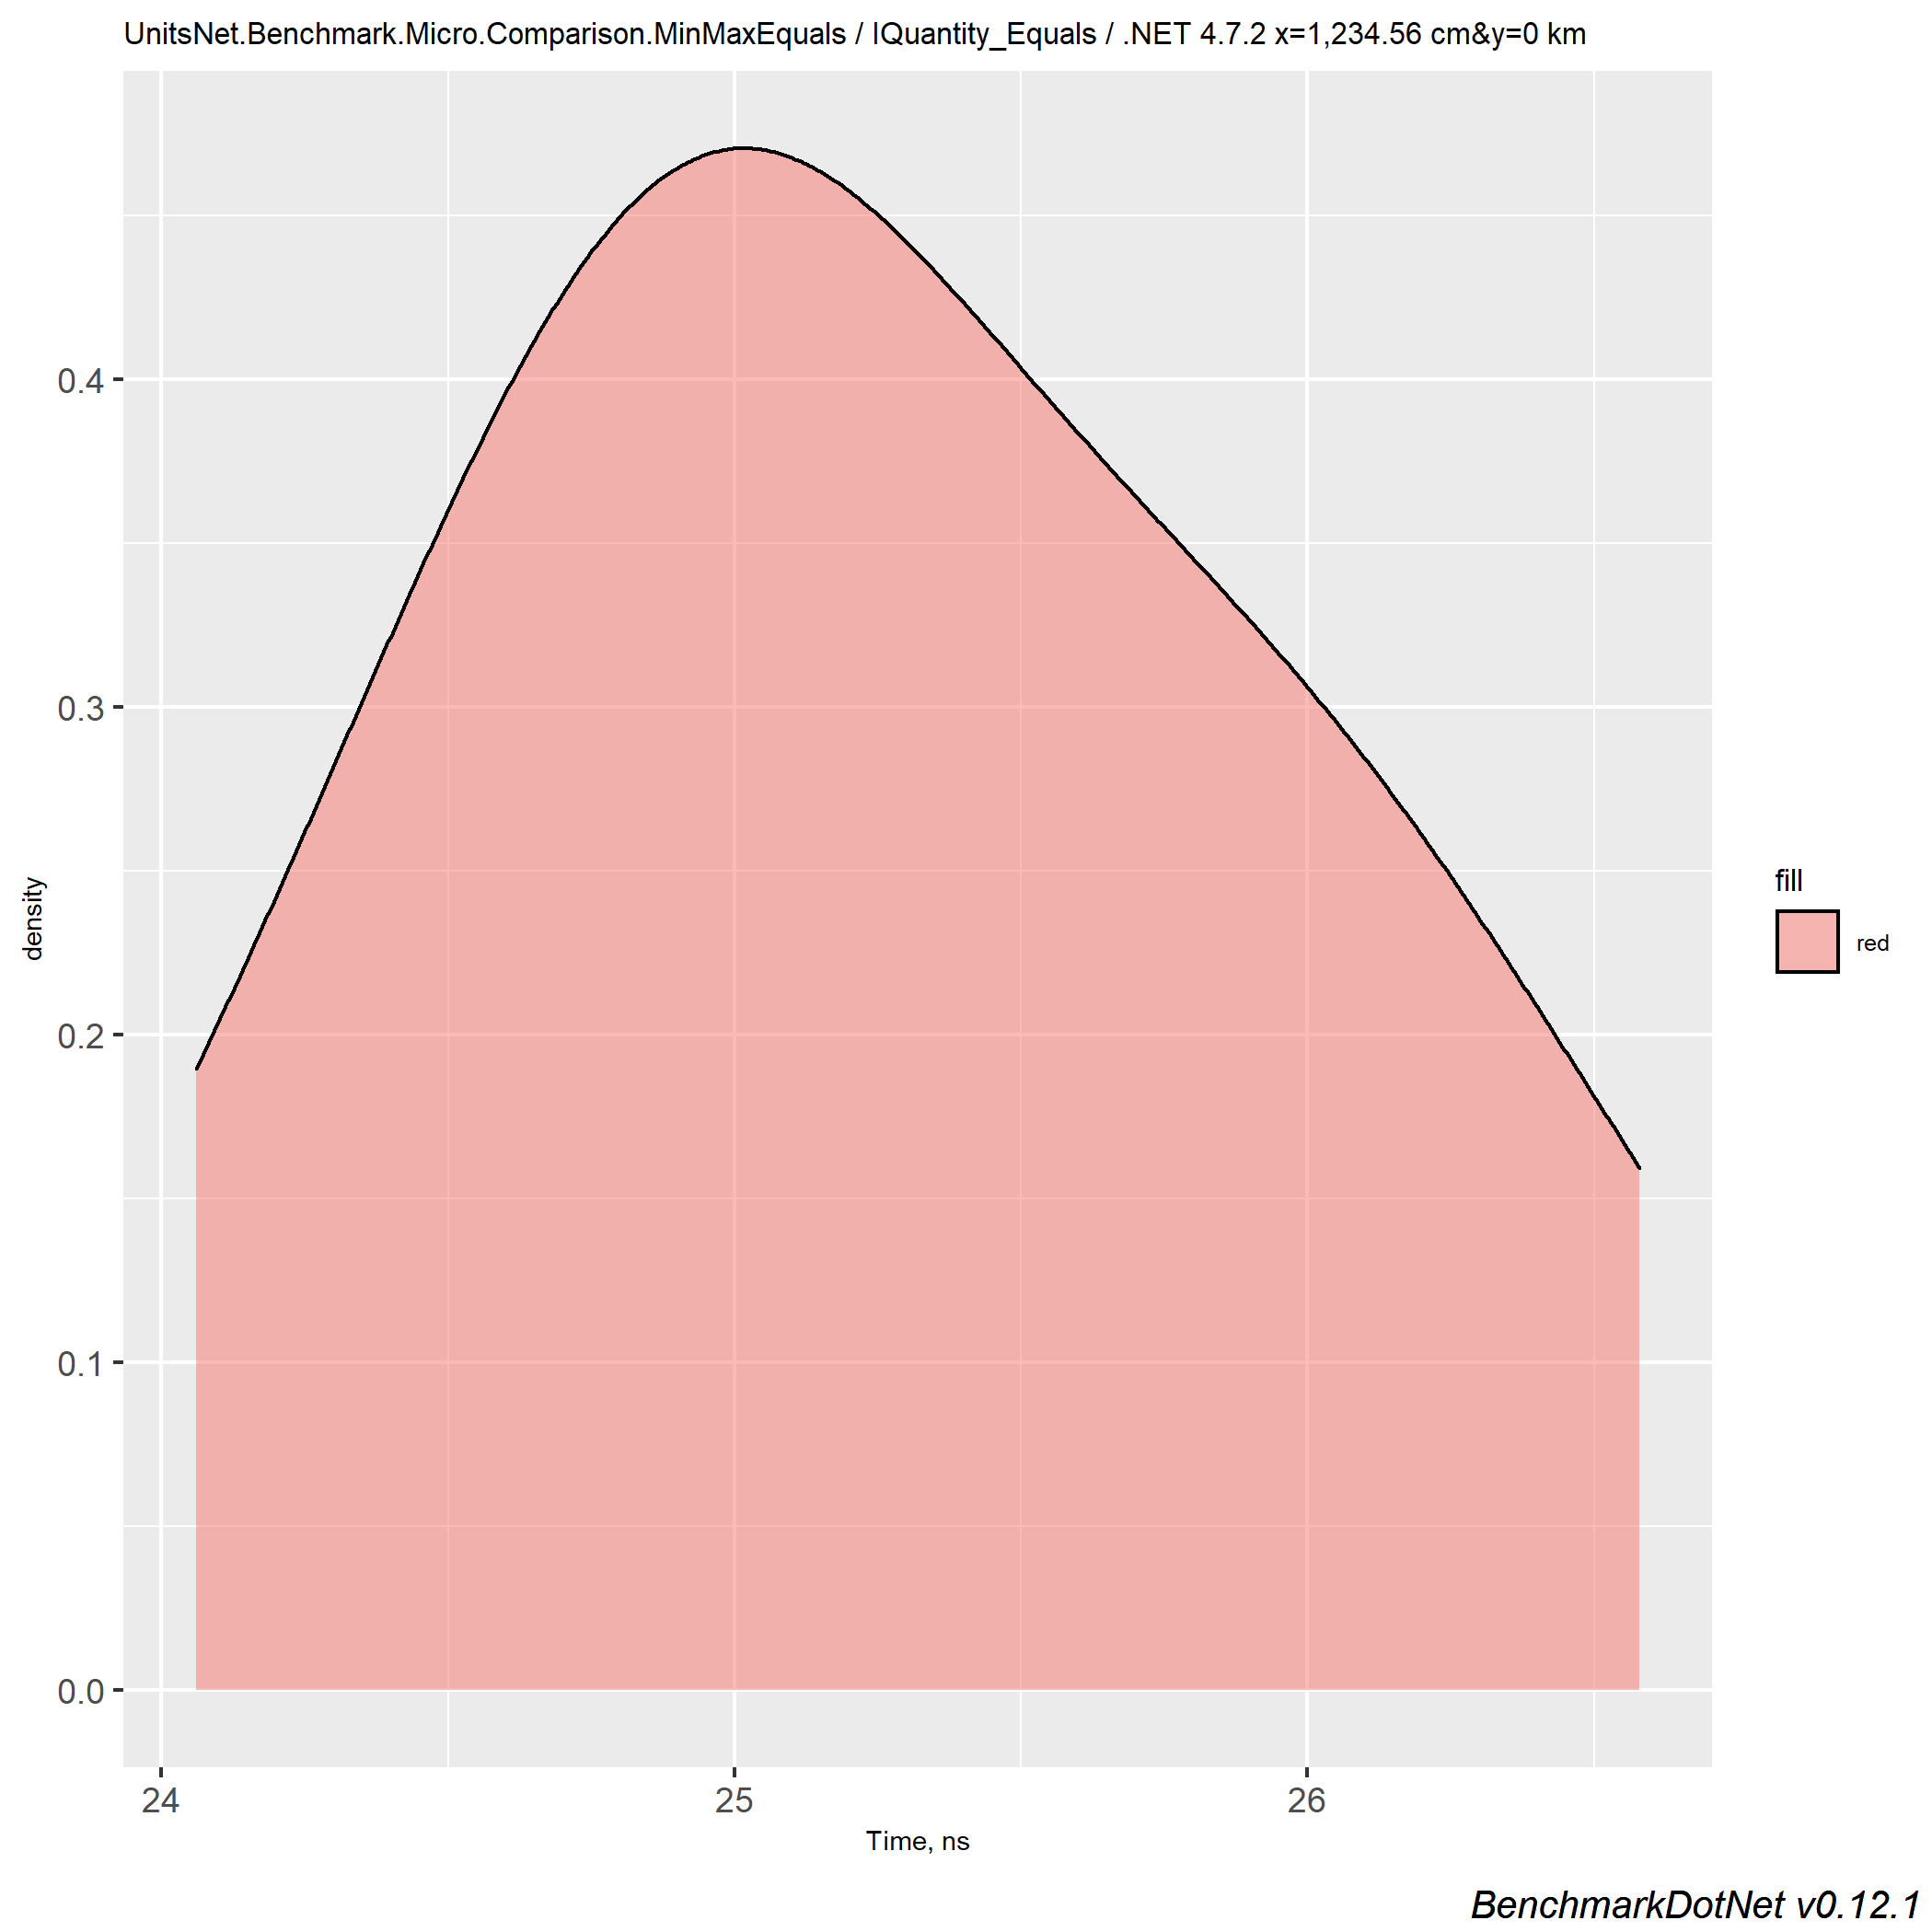 UnitsNet.Benchmark.Micro.Comparison.MinMaxEquals / IQuantity_Equals / .NET 4.7.2 x=1,234.56 cm&y=0 km
density
0.4
0.3
0.2
0.1
0.0
24 25 26
Time, ns
fill
red
BenchmarkDotNet v0.12.1